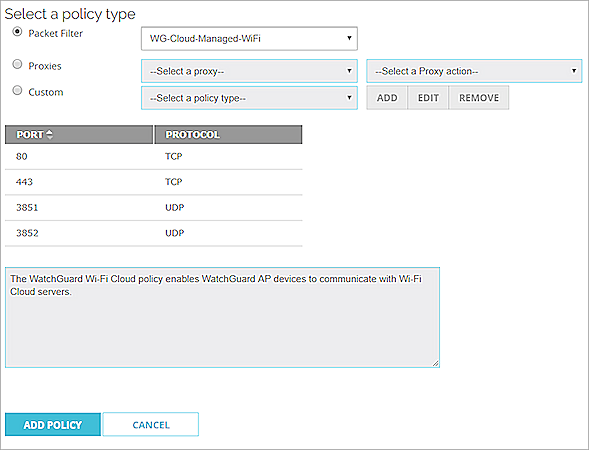 Select a policy type
Packet Filter WG-Cloud-Managed-WiFi
Proxies --Select a proxy-- --Select a Proxy action--
Custom --Select a policy type-- ADD EDIT REMOVE
PORT PROTOCOL
80 TCP
443 TCP
3851 UDP
3852 UDP
The WatchGuard Wi-Fi Cloud policy enables WatchGuard AP devices to communicate with Wi-Fi
Cloud servers.
ADD POLICY CANCEL